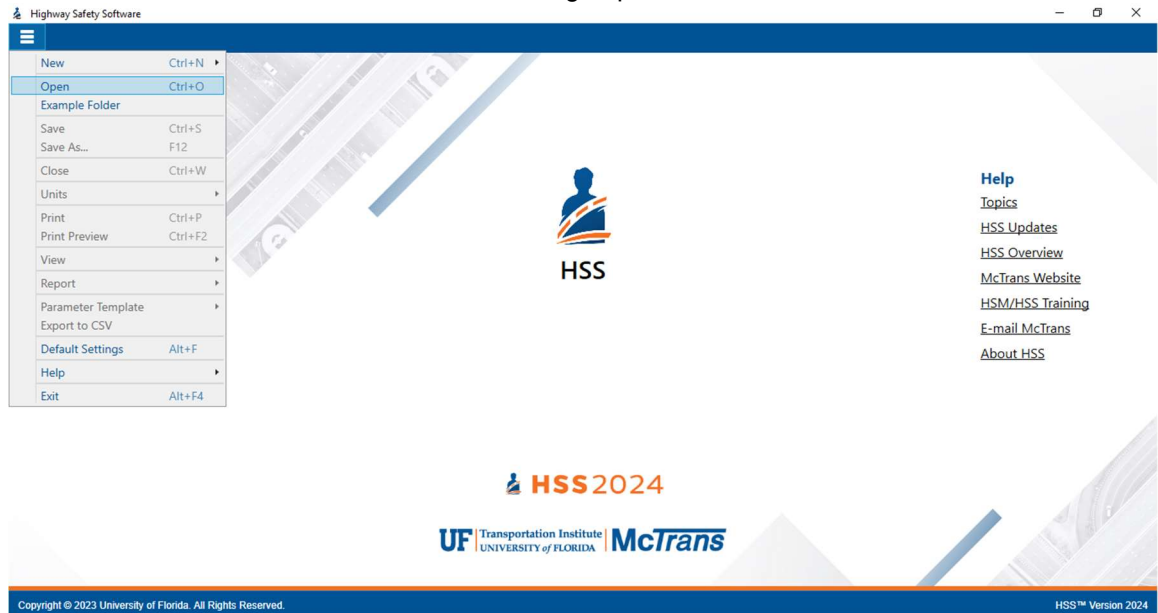 Highway Safety Software
New Ctrl+N
Open Ctrl+O
Example Folder
Save Ctrl+S
Save As... F12
Close Ctrl+W
Units
Print Ctrl+P
Print Preview Ctrl+F2
View
Report
Parameter Template
Export to CSV
Default Settings Alt+F
Help
Exit Alt+F4
HSS
Help
Topics
HSS Updates
HSS Overview
McTrans Website
HSM/HSS Training
E-mail McTrans
About HSS
HSS2024
UF Transportation Institute
UNIVERSITY of FLORIDA
McTrans
Copyright © 2023 University of Florida. All Rights Reserved.
HSS™ Version 2024